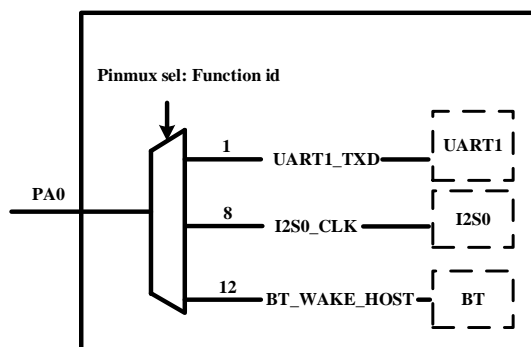 Pinmux sel: Function id
1
UART1_TXD
UART1
PA0
8
I2S0_CLK
I2S0
12
BT_WAKE_HOST
BT